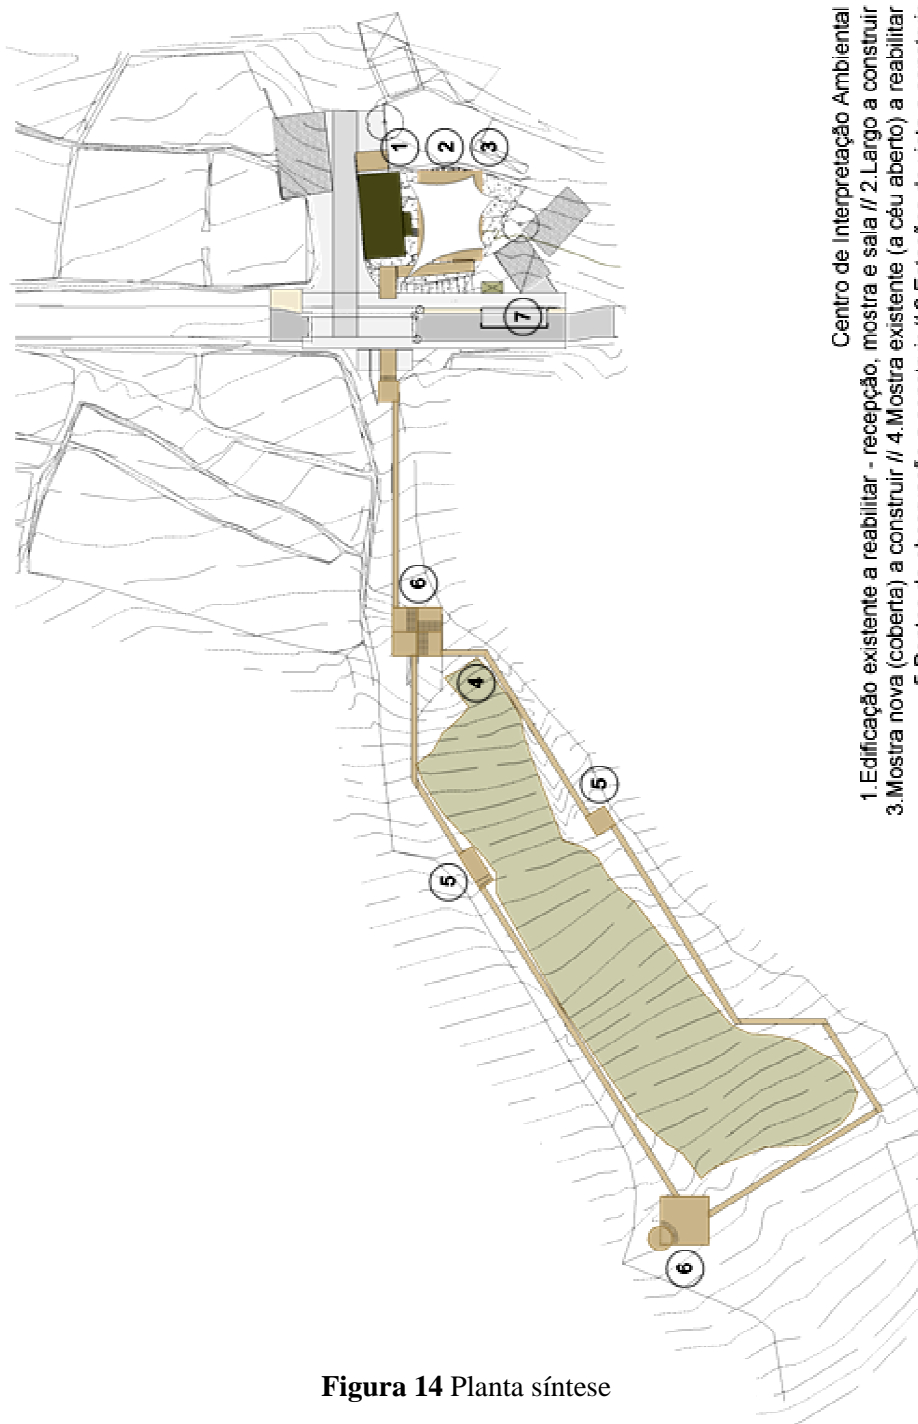 1
2
3
7
6
4
5
5
6
Centro de Interpretação Ambiental
1.Edificação existente a reabilitar - recepção, mostra e sala // 2.Largo a construir
3.Mostra nova (coberta) a construir // 4.Mostra existente (a céu aberto) a reabilitar
Figura 14 Planta síntese